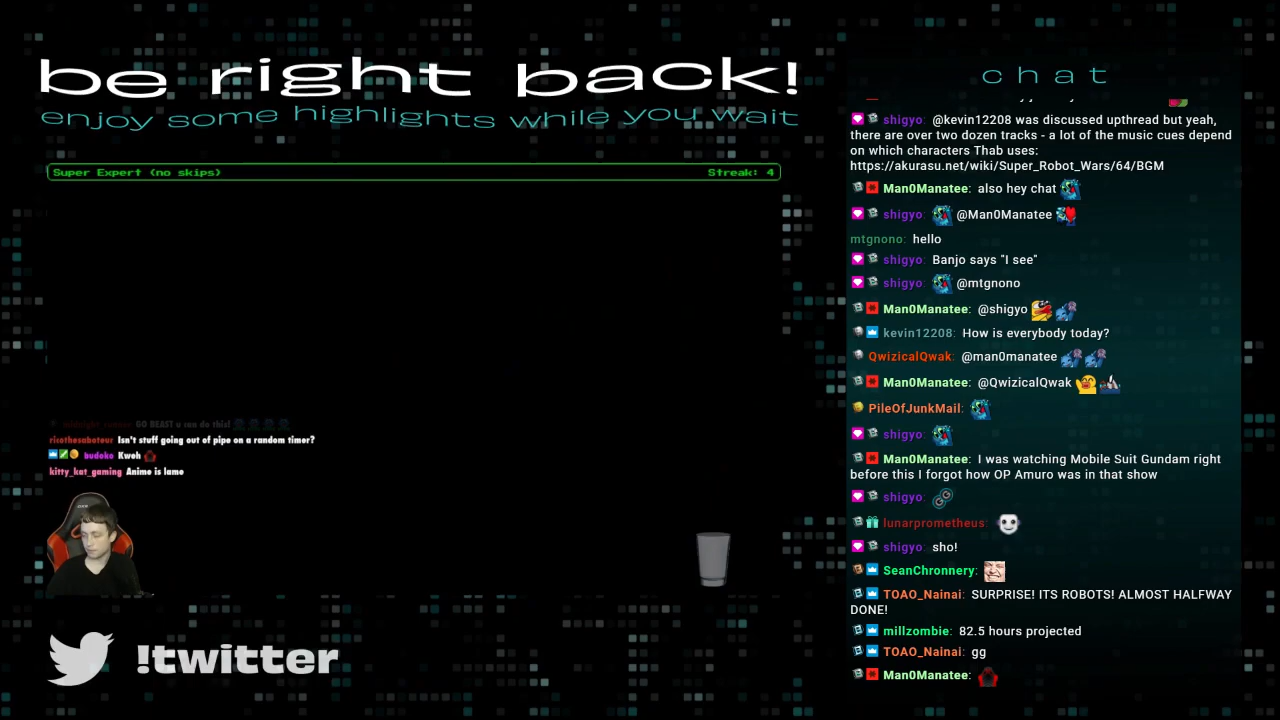 be right back!
enjoy some highlights while you wait
Super Expert (no skips) Streak: 4
GO BEAST u can do this!
ricothesaboteur Isn't stuff going out of pipe on a random timer?
hudoko Kweh
kitty_kat_gaming Anime is lame
!twitter
chat
shigyo: @kevin12208 was discussed upthread but yeah,
there are over two dozen tracks - a lot of the music cues depend
on which characters Thab uses:
https://akurasu.net/wiki/Super_Robot_Wars/64/BGM
Man0Manatee: also hey chat
shigyo: @Man0Manatee
mtgnono: hello
shigyo: Banjo says "I see"
shigyo: @mtgnono
Man0Manatee: @shigyo
kevin12208: How is everybody today?
QwizicalQwak: @man0manatee
Man0Manatee: @QwizicalQwak
PileOfJunkMail:
shigyo:
Man0Manatee: I was watching Mobile Suit Gundam right
before this I forgot how OP Amuro was in that show
shigyo:
lunarprometheus:
shigyo: sho!
SeanChronnery:
TOAO_Nainai: SURPRISE! ITS ROBOTS! ALMOST HALFWAY
DONE!
millzombie: 82.5 hours projected
TOAO_Nainai: gg
Man0Manatee: